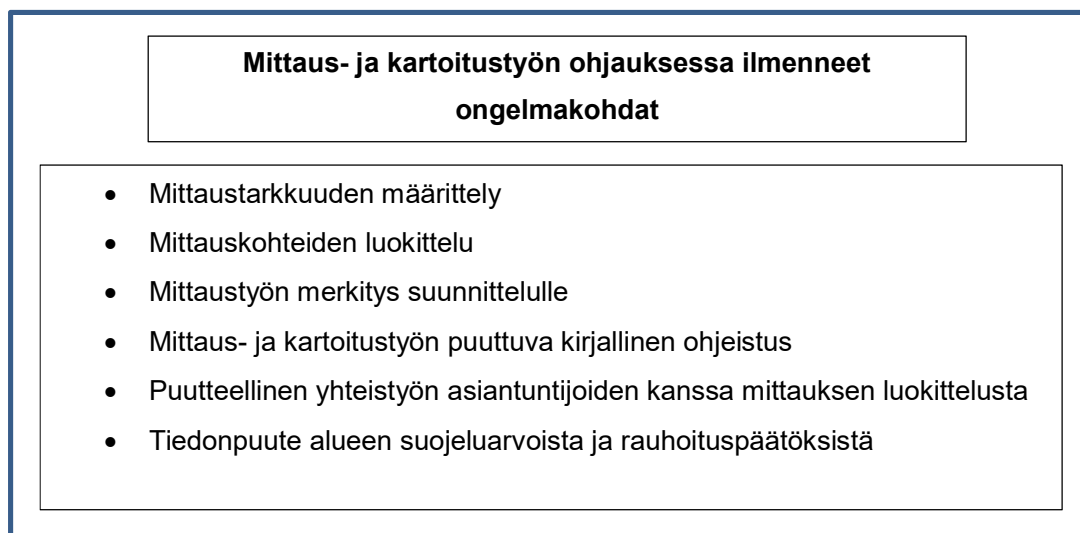 Mittaus- ja kartoitustyön ohjauksessa ilmenneet
ongelmakohdat
• Mittaustarkkuuden määrittely
• Mittauskohteiden luokittelu
• Mittaustyön merkitys suunnittelulle
• Mittaus- ja kartoitustyön puuttuva kirjallinen ohjeistus
• Puutteellinen yhteistyön asiantuntijoiden kanssa mittauksen luokittelusta
• Tiedonpuute alueen suojeluarvoista ja rauhoituspäätöksistä